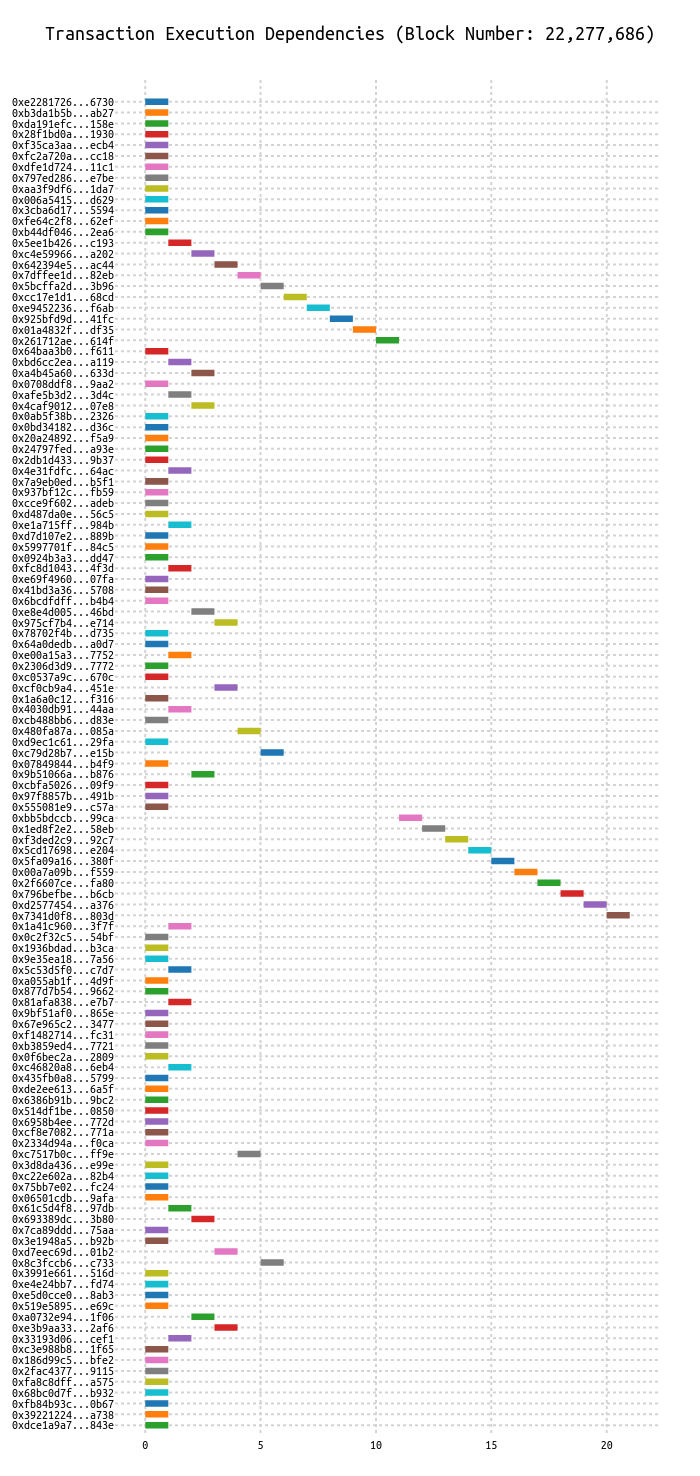 Transaction Execution Dependencies (Block Number: 22,277,686)
0xe2281726...6730
0xb3da1b5b...ab27
0xda191efc...158e
0x28f1bd0a...1930
0xf35ca3aa...ecb4
0xfc2a720a...cc18
0xdfe1d724...11c1
0x797ed286...e7be
0xaa3f9df6...1da7
0x006a5415...d629
0x3cba6d17...5594
0xfe64c2f8...62ef
0xb44df046...2ea6
0x5ee1b426...c193
0xc4e59966...a202
0x642394e5...ac44
0x7dffee1d...82eb
0x5bcffa2d...3b96
0xcc17e1d1...68cd
0xe9452236...f6ab
0x925bfd9d...41fc
0x01a4832f...df35
0x261712ae...614f
0x64baa3b0...f611
0xbd6cc2ea...a119
0xa4b45a60...633d
0x0708ddf8...9aa2
0xafe5b3d2...3d4c
0x4caf9012...07e8
0x0ab5f38b...2326
0x0bd34182...d36c
0x20a24892...f5a9
0x24797fed...a93e
0x2db1d433...9b37
0x4e31fdfc...64ac
0x7a9eb0ed...b5f1
0x937bf12c...fb59
0xcce9f602...adeb
0xd487da0e...56c5
0xe1a715ff...984b
0xd7d107e2...889b
0x5997701f...84c5
0x0924b3a3...dd47
0xfc8d1043...4f3d
0xe69f4960...07fa
0x41bd3a36...5708
0x6bcdfdff...b4b4
0xe8e4d005...46bd
0x975cf7b4...e714
0x78702f4b...d735
0x64a0dedb...a0d7
0xe00a15a3...7752
0x2306d3d9...7772
0xc0537a9c...670c
0xcf0cb9a4...451e
0x1a6a0c12...f316
0x4030db91...44aa
0xcb488bb6...d83e
0x480fa87a...085a
0xd9ec1c61...29fa
0xc79d28b7...e15b
0x07849844...b4f9
0x9b51066a...b876
0xcbfa5026...09f9
0x97f8857b...491b
0x555081e9...c57a
0xbb5bdccb...99ca
0x1ed8f2e2...58eb
0xf3ded2c9...92c7
0x5cd17698...e204
0x5fa09a16...380f
0x00a7a09b...f559
0x2f6607ce...fa80
0x796befbe...b6cb
0xd2577454...a376
0x7341d0f8...803d
0x1a41c960...3f7f
0x0c2f32c5...54bf
0x1936bdad...b3ca
0x9e35ea18...7a56
0x5c53d5f0...c7d7
0xa055ab1f...4d9f
0x877d7b54...9662
0x81afa838...e7b7
0x9bf51af0...865e
0x67e965c2...3477
0xf1482714...fc31
0xb3859ed4...7721
0x0f6bec2a...2809
0xc46820a8...6eb4
0x435fb0a8...5799
0xde2ee613...6a5f
0x6386b91b...9bc2
0x514df1be...0850
0x6958b4ee...772d
0xcf8e7082...771a
0x2334d94a...f0ca
0xc7517b0c...ff9e
0x3d8da436...e99e
0xc22e602a...82b4
0x75bb7e02...fc24
0x06501cdb...9afa
0x61c5d4f8...97db
0x693389dc...3b80
0x7ca89ddd...75aa
0x3e1948a5...b92b
0xd7eec69d...01b2
0x8c3fccb6...c733
0x3991e661...516d
0xe4e24bb7...fd74
0xe5d0cce0...8ab3
0x519e5895...e69c
0xa0732e94...1f06
0xe3b9aa33...2af6
0x33193d06...cef1
0xc3e988b8...1f65
0x186d99c5...bfe2
0x2fac4377...9115
0xfa8c8dff...a575
0x68bc0d7f...b932
0xfb84b93c...0b67
0x39221224...a738
0xdce1a9a7...843e
0 5 10 15 20